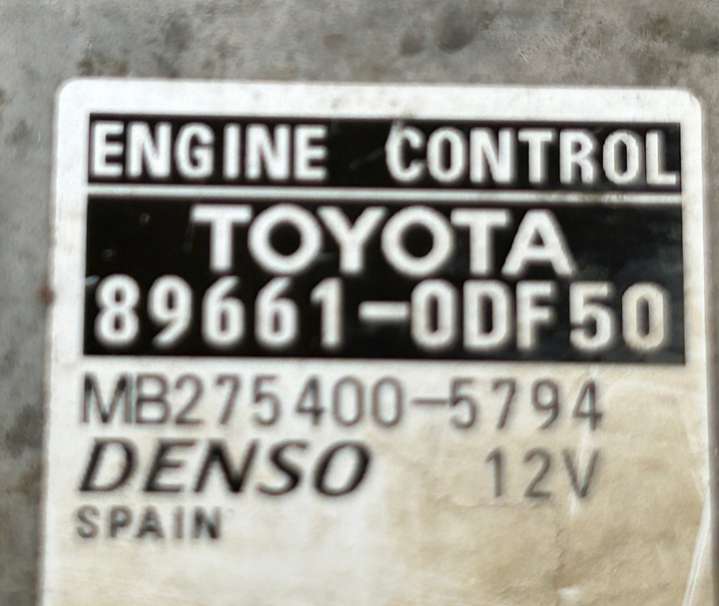 ENGINE CONTROL
TOYOTA
89661-0DF50
MB275400-5794
DENSO 12V
SPAIN